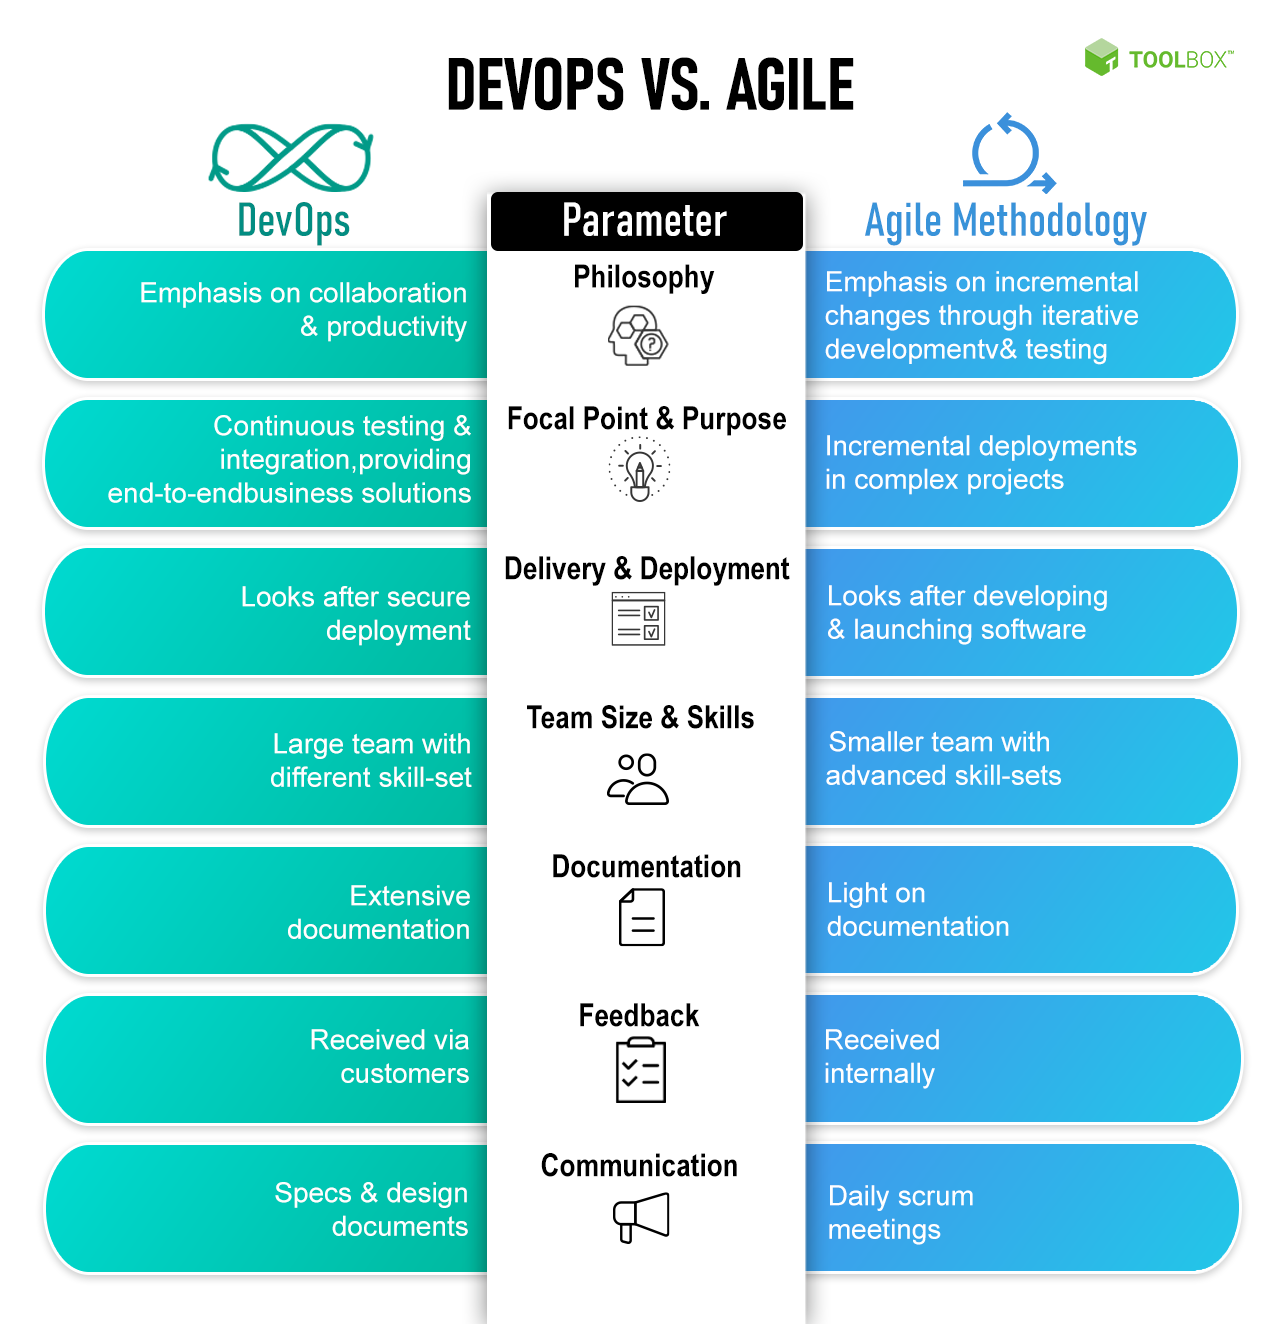 TOOLBOX™
DEVOPS VS. AGILE
DevOps
Parameter
Agile Methodology
Emphasis on collaboration
& productivity
Philosophy
Emphasis on incremental
changes through iterative
developmentv& testing
Continuous testing &
integration,providing
end-to-endbusiness solutions
Focal Point & Purpose
Incremental deployments
in complex projects
Looks after secure
deployment
Delivery & Deployment
Looks after developing
& launching software
Large team with
different skill-set
Team Size & Skills
Smaller team with
advanced skill-sets
Extensive
documentation
Documentation
Light on
documentation
Received via
customers
Feedback
Received
internally
Specs & design
documents
Communication
Daily scrum
meetings